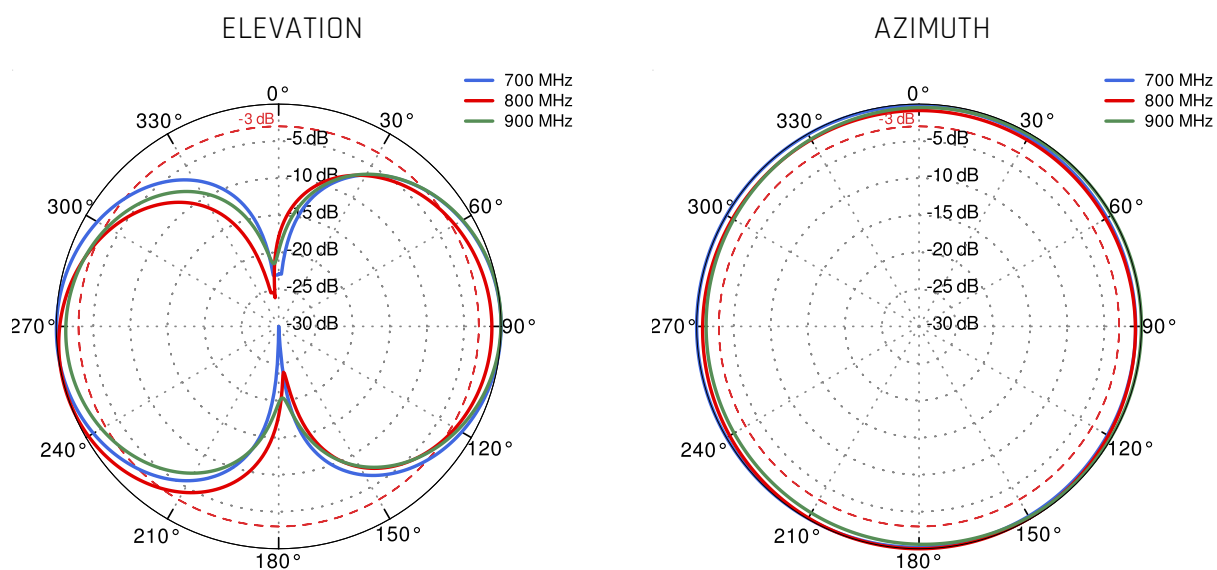 ELEVATION
700 MHz
800 MHz
900 MHz
0°
330°
-3 dB
30°
-5 dB
-10 dB
300°
-15 dB
60°
-20 dB
-25 dB
270°
-30 dB
90°
240°
120°
210°
150°
180°
AZIMUTH
700 MHz
800 MHz
900 MHz
0°
330°
-3 dB
30°
-5 dB
-10 dB
300°
-15 dB
60°
-20 dB
-25 dB
270°
-30 dB
90°
240°
120°
210°
150°
180°